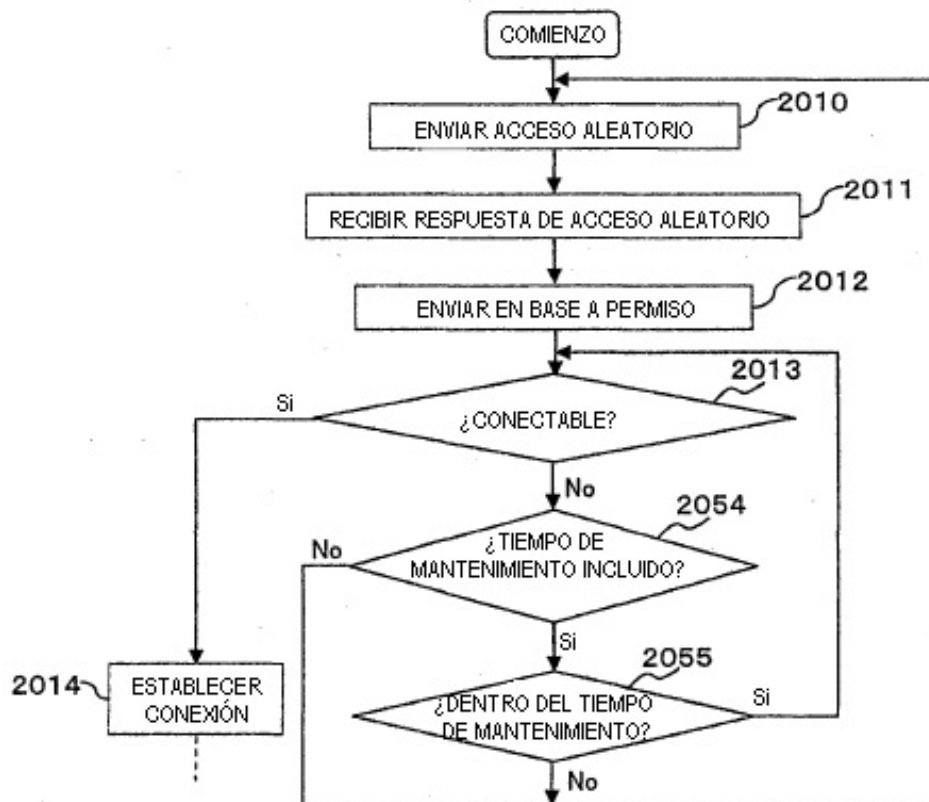 COMIENZO
2010
ENVIAR ACCESO ALEATORIO
2011
RECIBIR RESPUESTA DE ACCESO ALEATORIO
2012
ENVIAR EN BASE A PERMISO
2013
Si
¿CONECTABLE?
No
2054
No
¿TIEMPO DE
MANTENIMIENTO INCLUIDO?
Si
2055
2014
ESTABLECER
CONEXIÓN
¿DENTRO DEL TIEMPO
DE MANTENIMIENTO?
Si
No